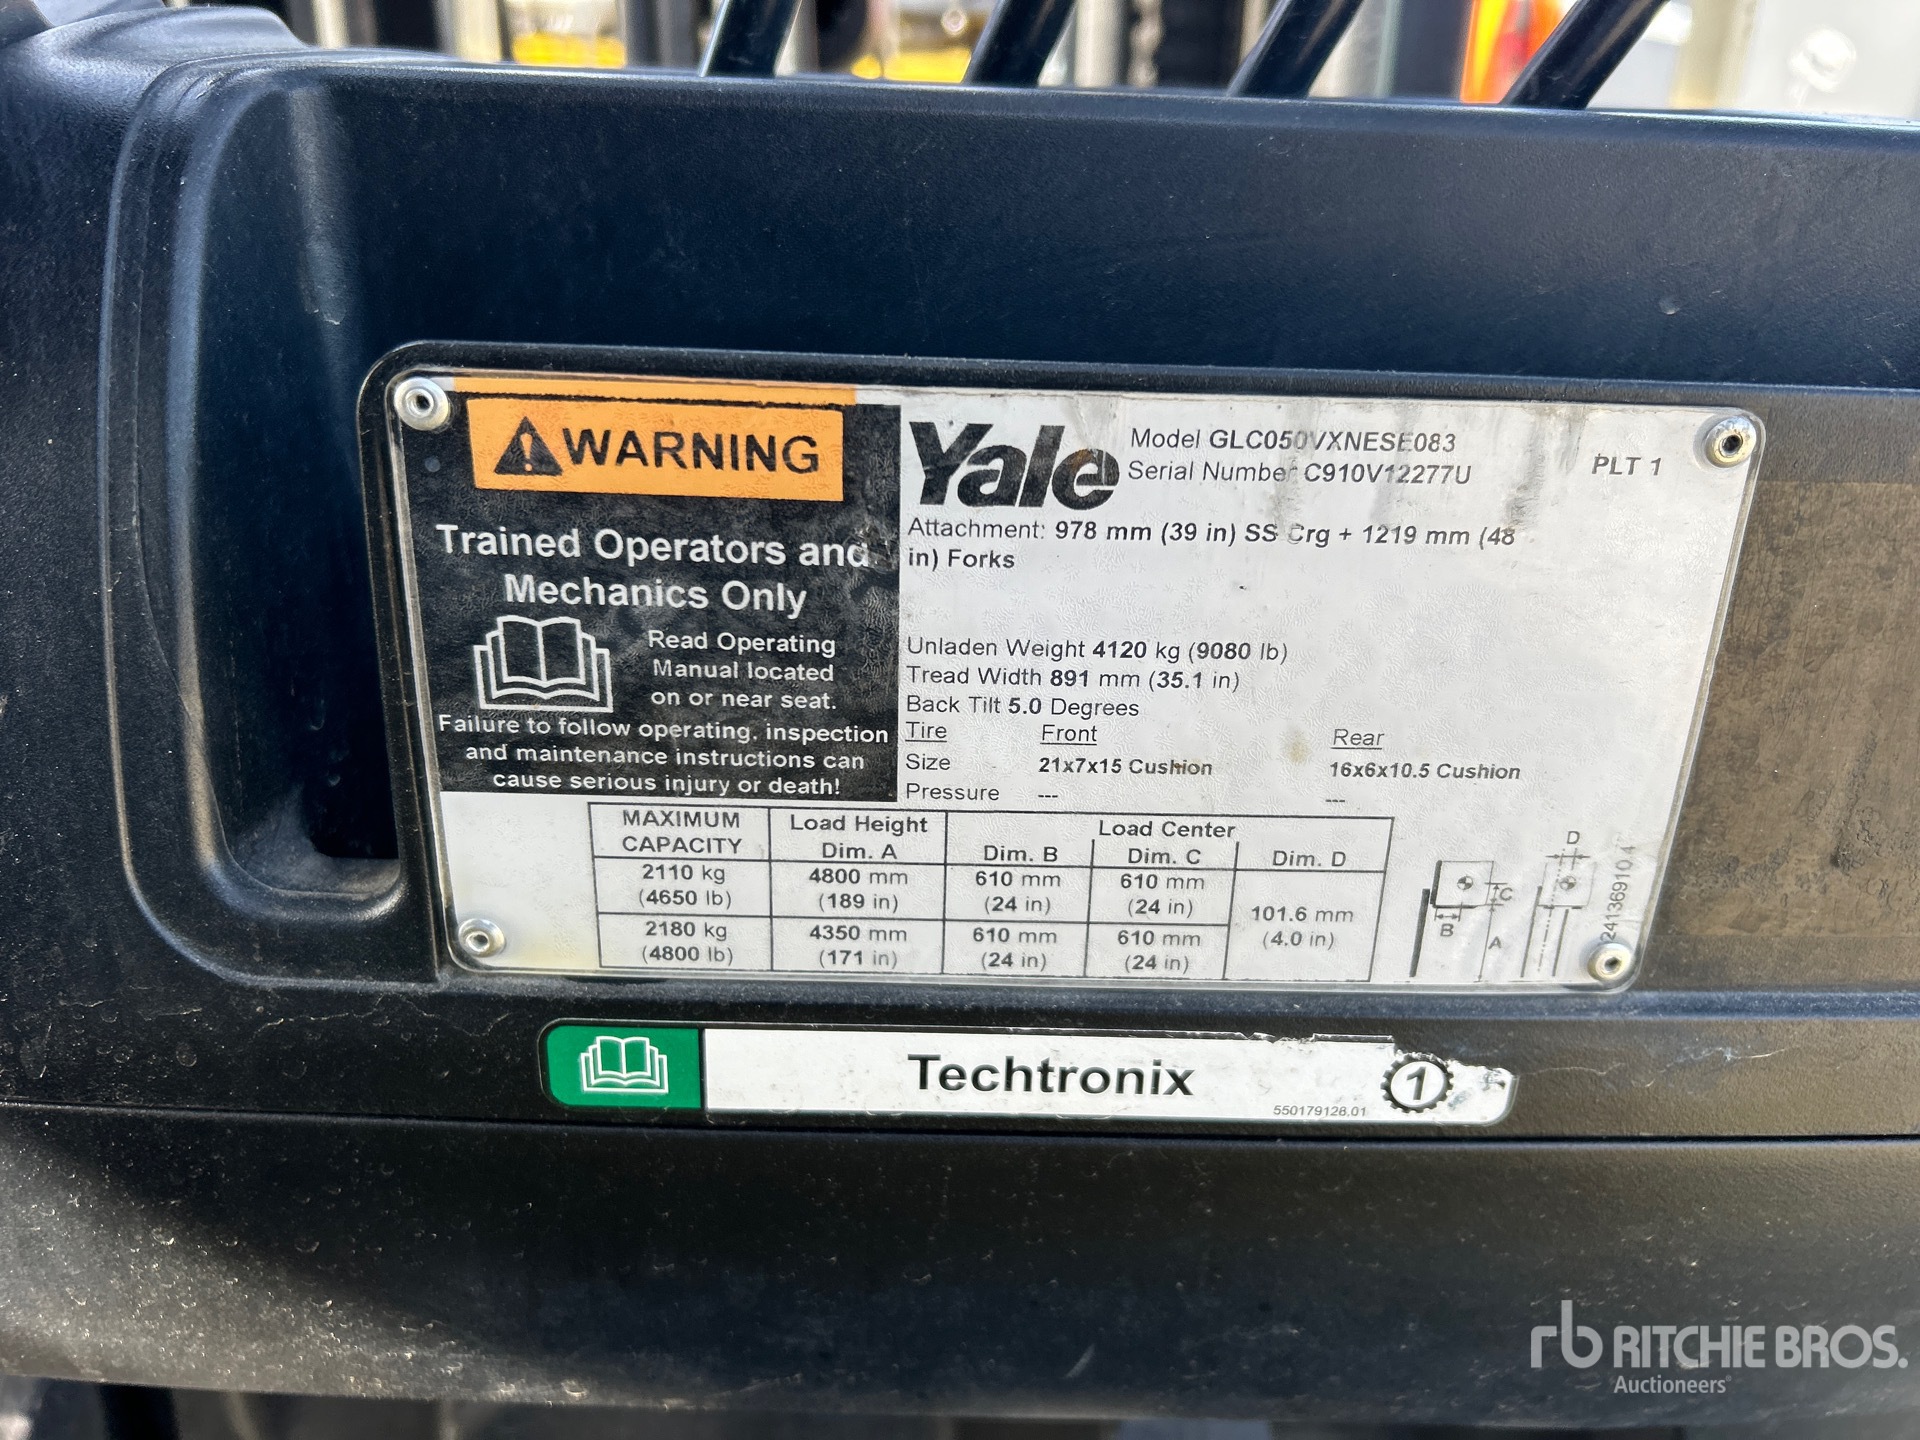 WARNING
Trained Operators and
Mechanics Only
Read Operating
Manual located
on or near seat.
Failure to follow operating, inspection
and maintenance instructions can
cause serious injury or death!
Yale
Model GLC050VXNESE083
Serial Number C910V12277U
PLT 1
Attachment: 978 mm (39 in) SS Crg + 1219 mm (48
in) Forks
Unladen Weight 4120 kg (9080 lb)
Tread Width 891 mm (35.1 in)
Back Tilt 5.0 Degrees
Tire Front Rear
Size 21x7x15 Cushion 16x6x10.5 Cushion
Pressure --- ---
MAXIMUM Load Height Load Center
CAPACITY Dim. A Dim. B Dim. C Dim. D
2110 kg 4800 mm 610 mm 610 mm
(4650 lb) (189 in) (24 in) (24 in)
101.6 mm
(4.0 in)
2180 kg 4350 mm 610 mm 610 mm
(4800 lb) (171 in) (24 in) (24 in)
D
C
B
A
24136910.4
Techtronix 1
550179128.01
rb RITCHIE BROS.
Auctioneers